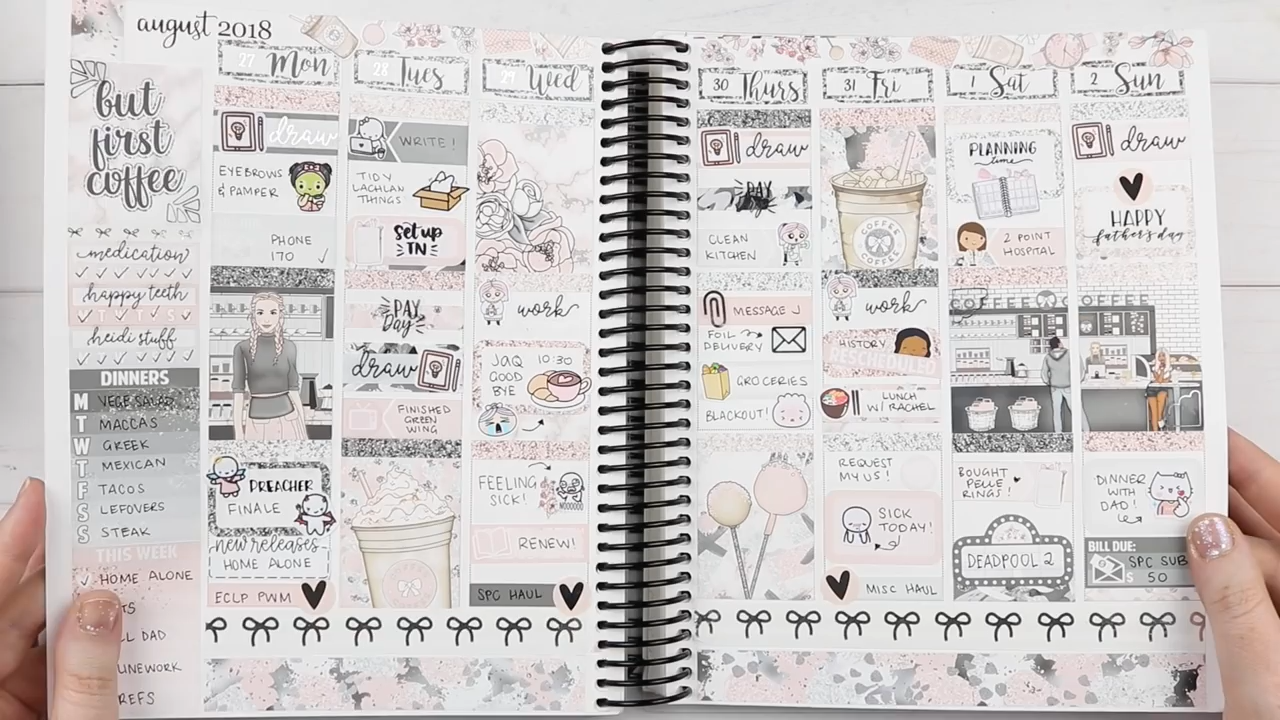 august 2018
but
first
coffee
medication
happy teeth
heidi stuff
DINNERS
M VEGE SALAD
T MACCAS
W GREEK
T MEXICAN
F TACOS
S LEFOVERS
S STEAK
THIS WEEK
HOME ALONE
DAD
LINEWORK
REFS
27 Mon
draw
EYEBROWS
& PAMPER
PHONE
170
PREACHER
FINALE
new releases
HOME ALONE
ECLP PWM
28 Tues
WRITE!
TIDY
LACHLAN
THINGS
Set up
TN
PAY
Day
draw
FINISHED
GREEN
WING
29 Wed
work
JAQ 10:30
GOOD
BYE
FEELING
SICK!
NOOOOO
RENEW!
SPC HAUL
30 Thurs
draw
PAY
CLEAN
KITCHEN
MESSAGE J
FOIL
DELIVERY
GROCERIES
BLACKOUT!
31 Fri
COFFEE
COFFEE
work
HISTORY
RESCHEDULED
LUNCH
W/ RACHEL
REQUEST
MY US!
SICK
TODAY!
MISC HAUL
1 Sat
PLANNING
time
2 POINT
HOSPITAL
COFFEE COFFEE
BOUGHT
PELLE
RINGS!
DEADPOOL 2
2 Sun
draw
HAPPY
father's day
DINNER
WITH
DAD!
BILL DUE:
SPC SUB
50